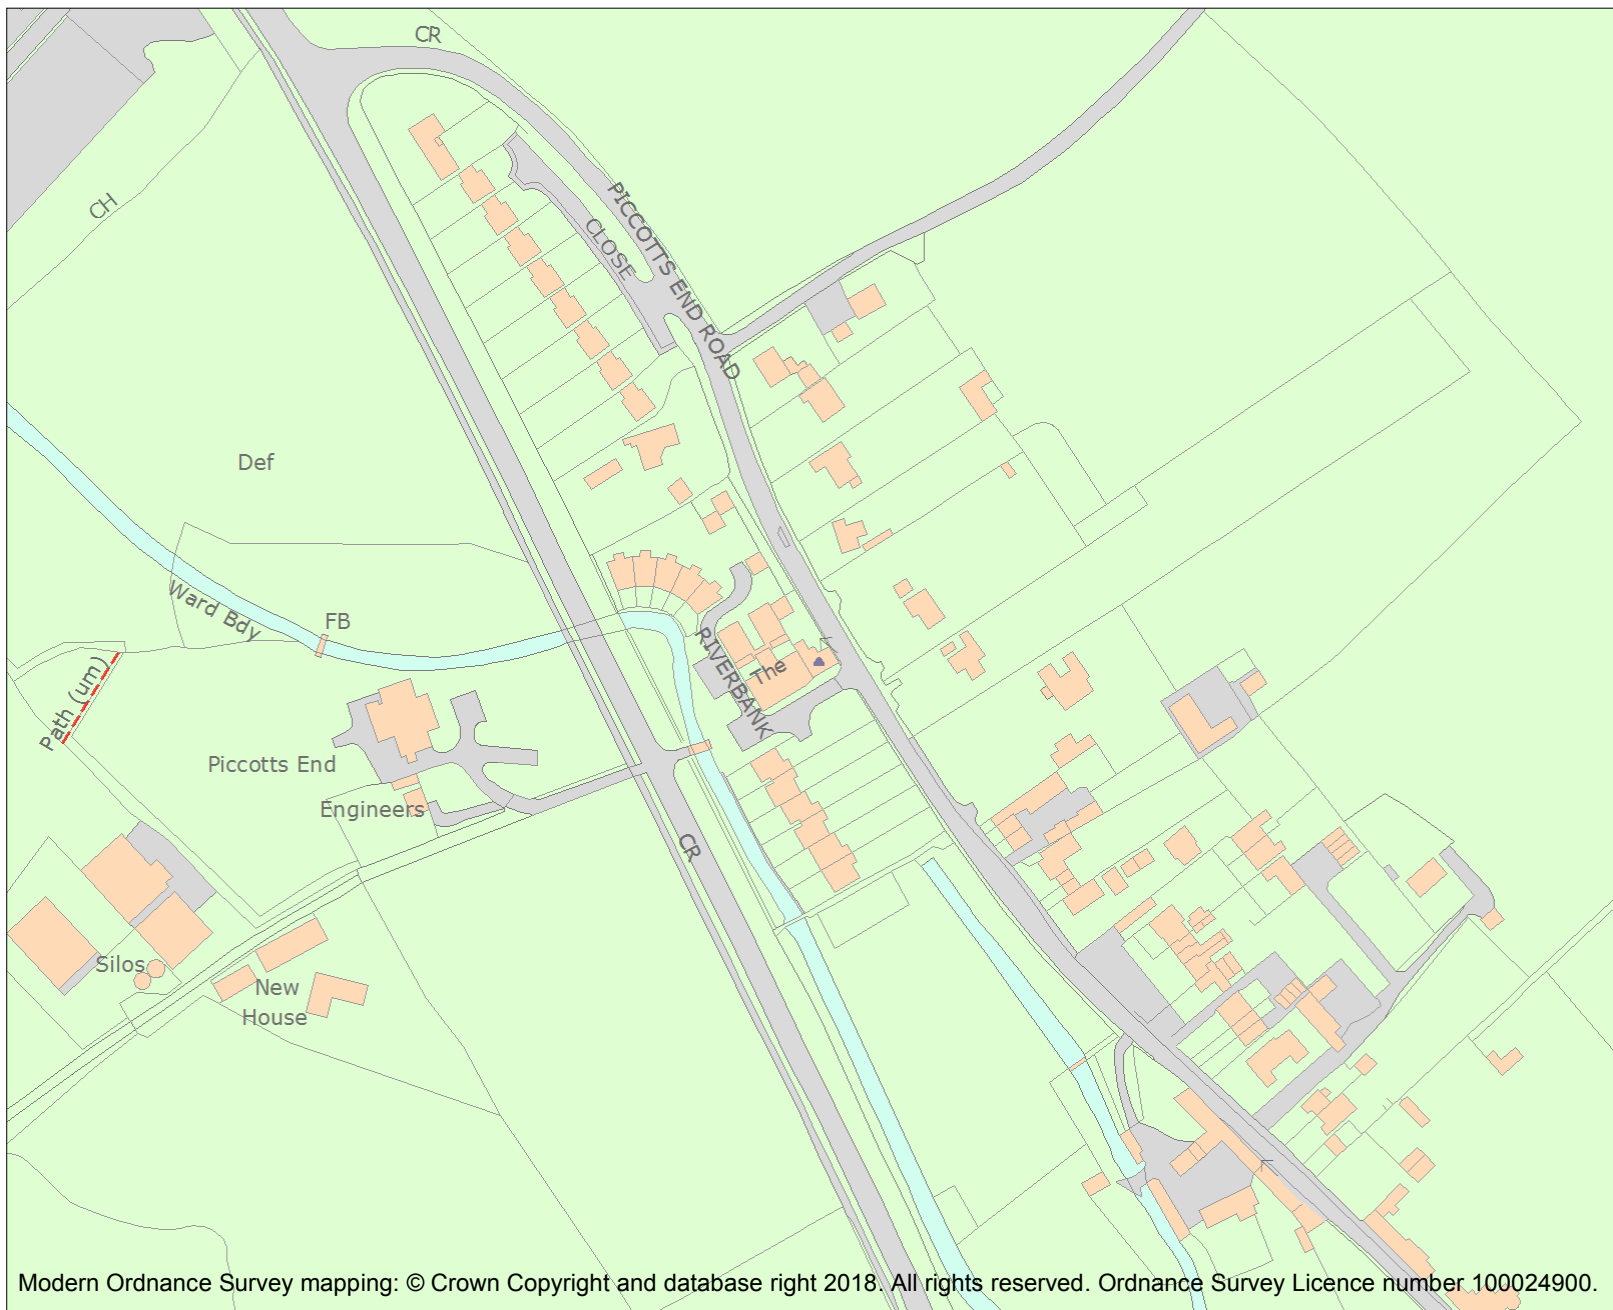 CR
CH
PICCOTTS END ROAD
CLOSE
Def
Ward Bdy
FB
Path (um)
RIVERBANK
The
Piccotts End
Engineers
CR
Silos
New
House
Modern Ordnance Survey mapping: © Crown Copyright and database right 2018. All rights reserved. Ordnance Survey Licence number 100024900.